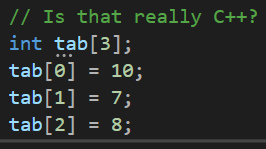 // Is that really C++?
int tab[3];
tab[0] = 10;
tab[1] = 7;
tab[2] = 8;